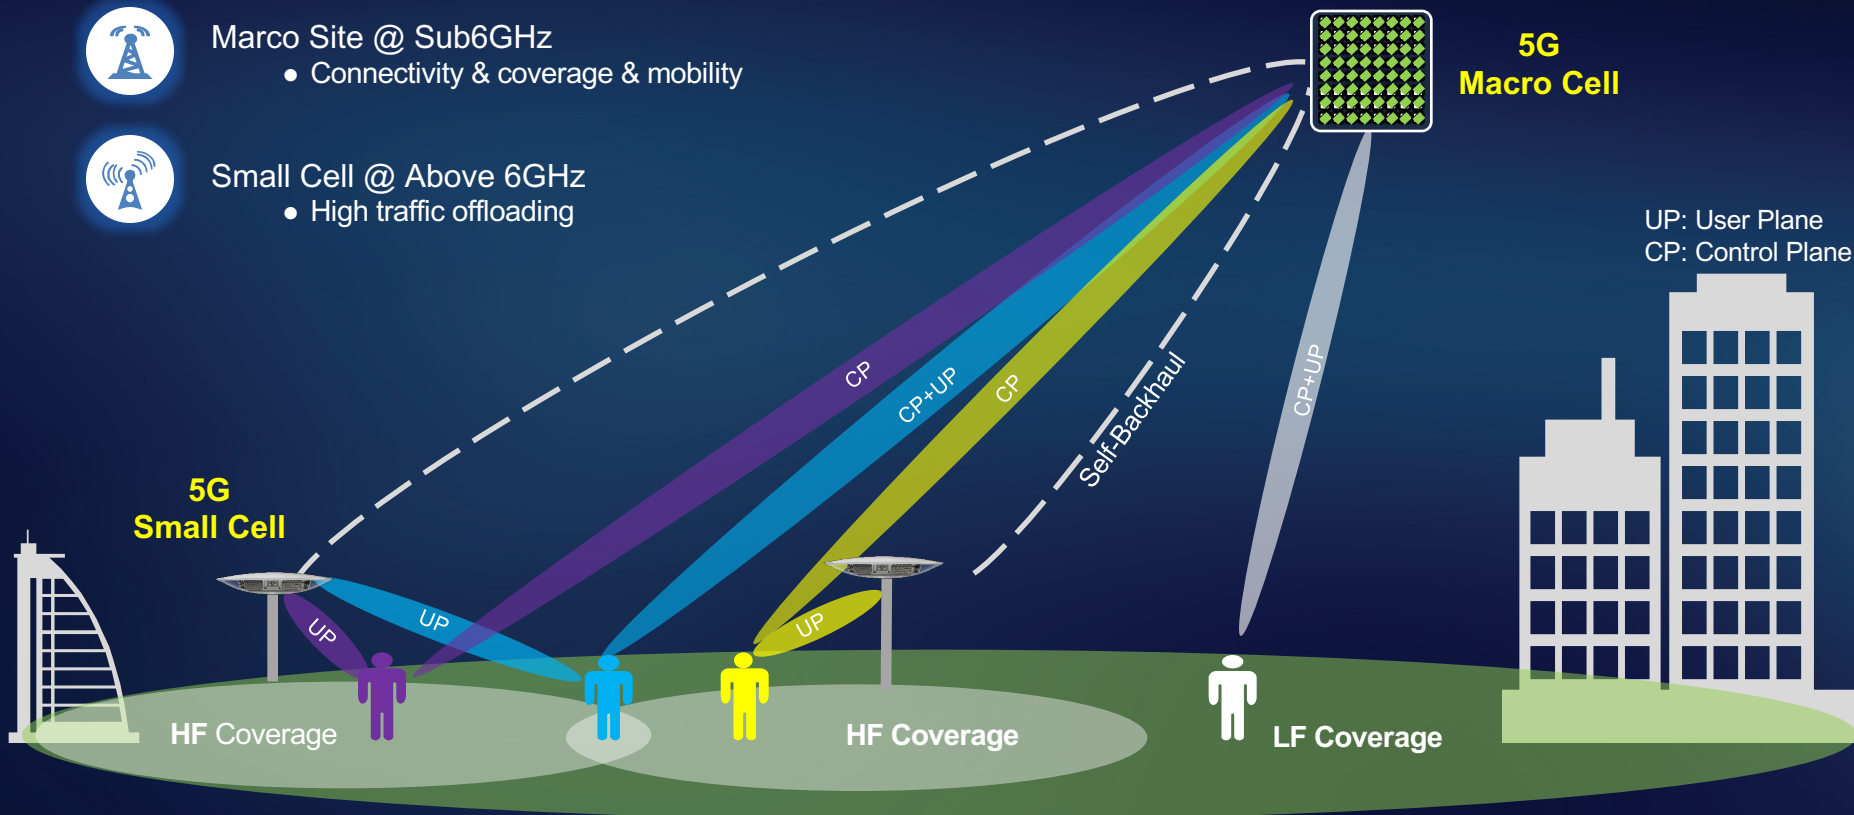 Marco Site @ Sub6GHz
● Connectivity & coverage & mobility
Small Cell @ Above 6GHz
● High traffic offloading
5G
Macro Cell
UP: User Plane
CP: Control Plane
CP
CP+UP
CP
Self-Backhaul
CP+UP
5G
Small Cell
UP
UP
UP
HF Coverage
HF Coverage
LF Coverage